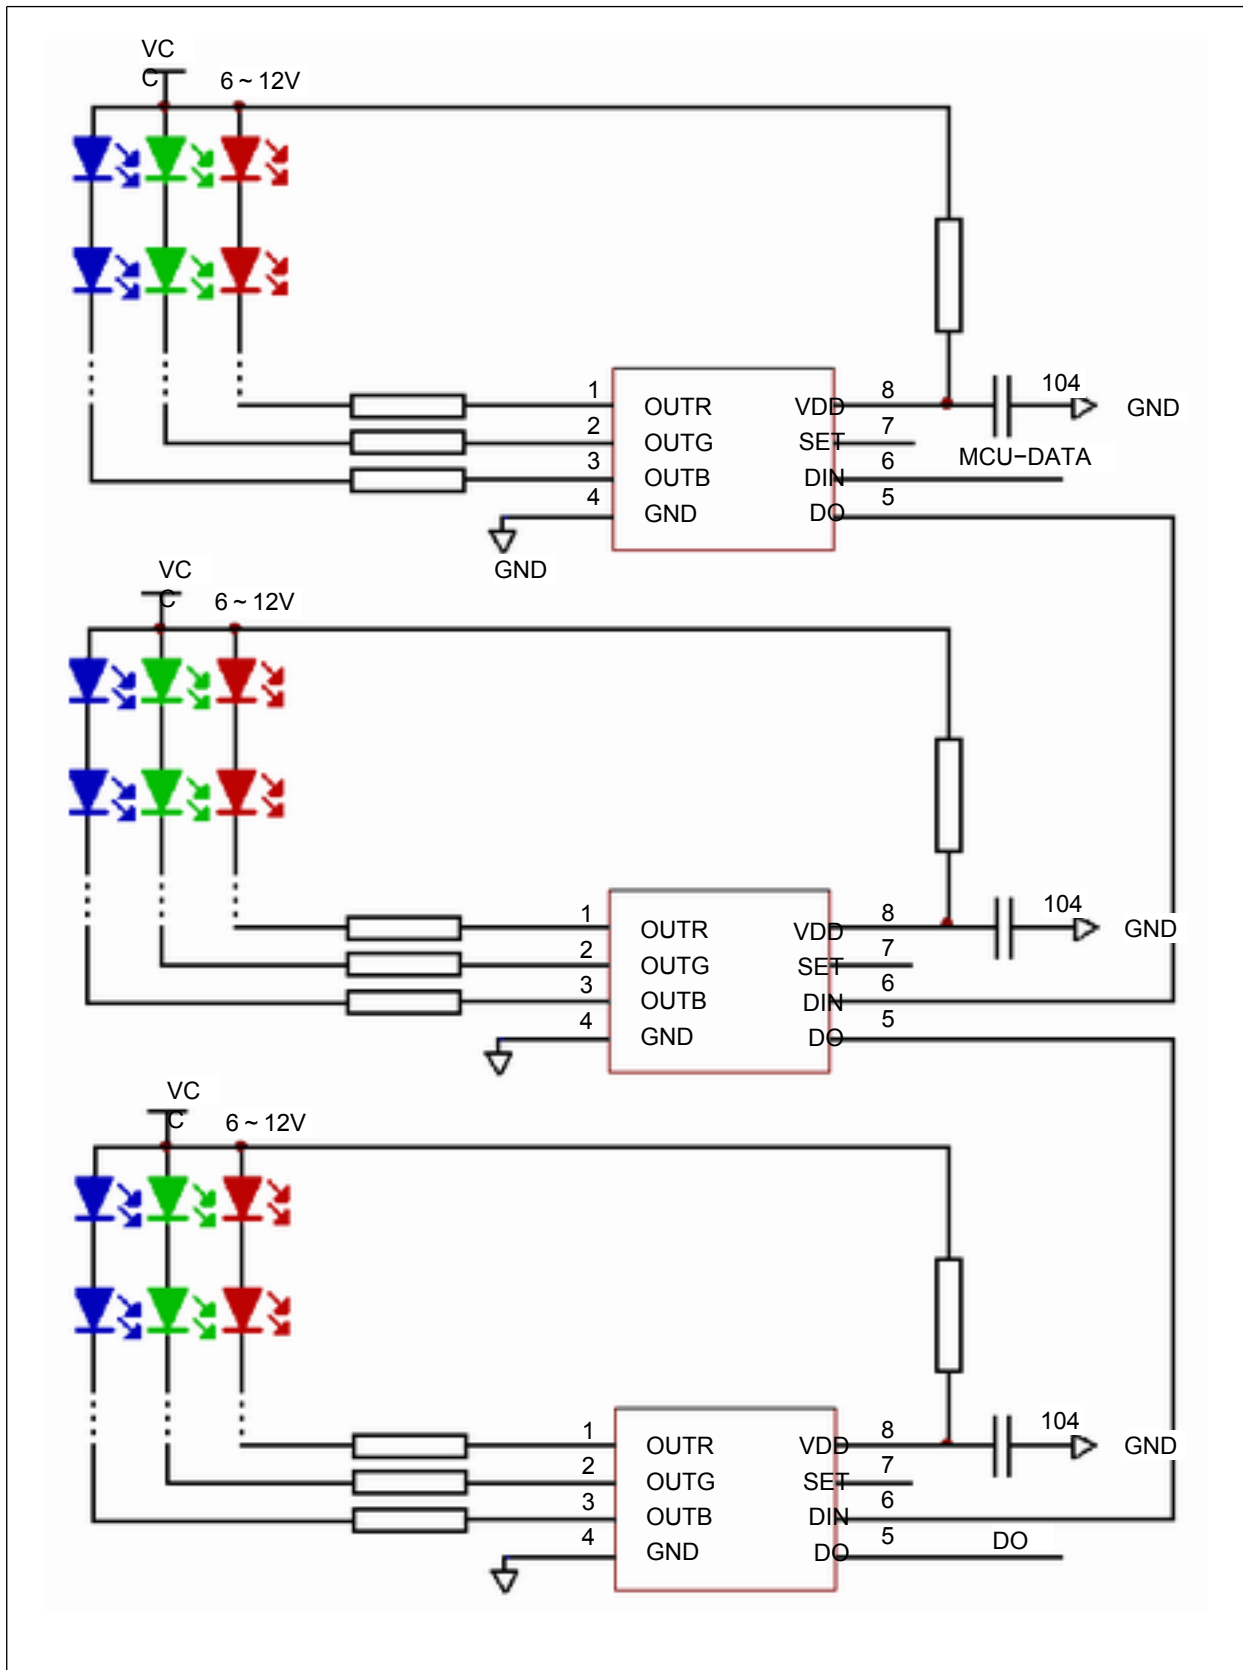 VC
C
6 ~ 12V
1
OUTR
VDD
8
104
GND
2
OUTG
SET
7
MCU-DATA
3
OUTB
DIN
6
4
GND
DO
5
GND
VC
C
6 ~ 12V
1
OUTR
VDD
8
104
GND
2
OUTG
SET
7
3
OUTB
DIN
6
4
GND
DO
5
VC
C
6 ~ 12V
1
OUTR
VDD
8
104
GND
2
OUTG
SET
7
3
OUTB
DIN
6
4
GND
DO
5
DO